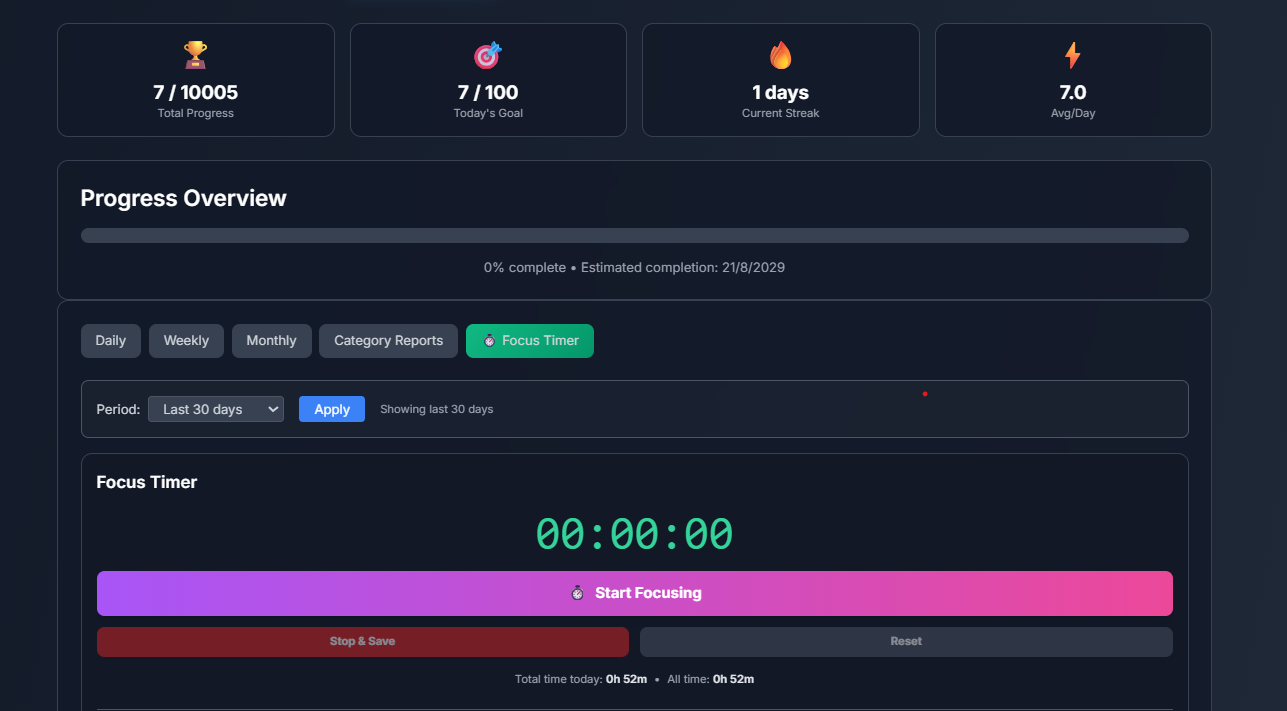 7 / 10005
Total Progress
7 / 100
Today's Goal
1 days
Current Streak
7.0
Avg/Day
Progress Overview
0% complete • Estimated completion: 21/8/2029
Daily
Weekly
Monthly
Category Reports
Focus Timer
Period:
Last 30 days
Apply
Showing last 30 days
Focus Timer
00:00:00
Start Focusing
Stop & Save
Reset
Total time today: 0h 52m • All time: 0h 52m